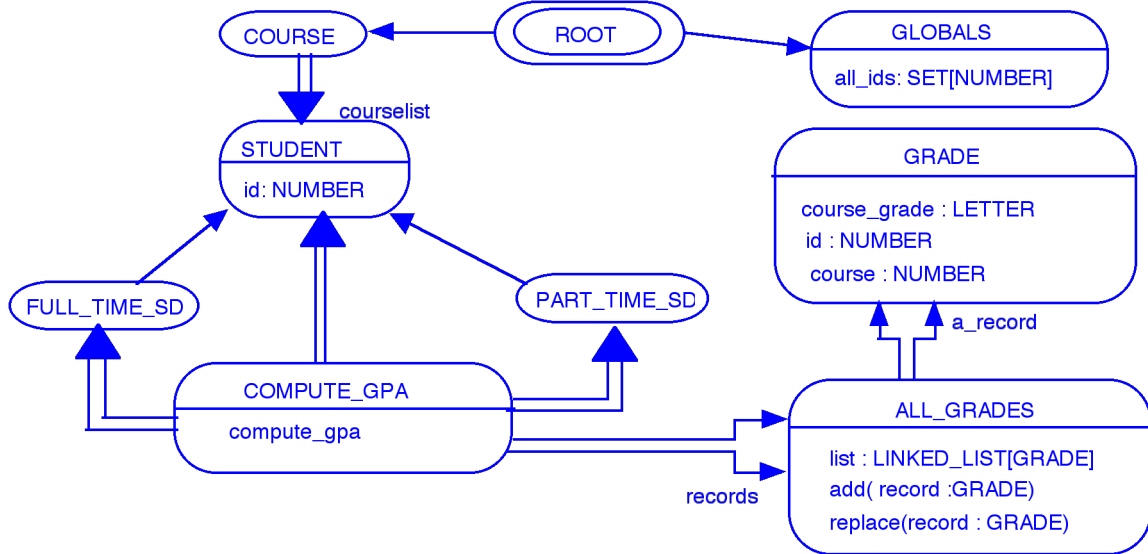 COURSE
ROOT
GLOBALS
all_ids: SET[NUMBER]
courselist
STUDENT
id: NUMBER
GRADE
course_grade : LETTER
id : NUMBER
course : NUMBER
FULL_TIME_SD
PART_TIME_SD
a_record
COMPUTE_GPA
compute_gpa
ALL_GRADES
list : LINKED_LIST[GRADE]
add( record :GRADE)
replace(record : GRADE)
records